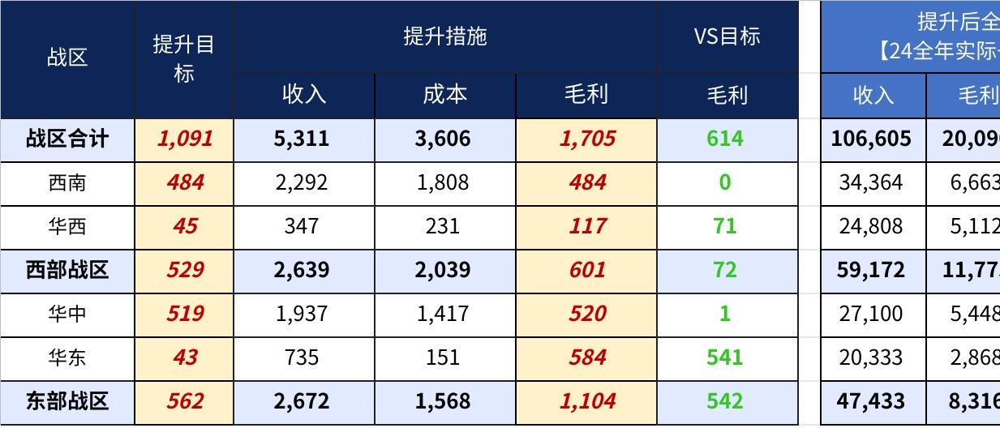 战区 提升目标 提升措施 VS目标 提升后全
【24全年实际
收入 成本 毛利 毛利 收入 毛利
战区合计 1,091 5,311 3,606 1,705 614 106,605 20,09
西南 484 2,292 1,808 484 0 34,364 6,663
华西 45 347 231 117 71 24,808 5,112
西部战区 529 2,639 2,039 601 72 59,172 11,77
华中 519 1,937 1,417 520 1 27,100 5,448
华东 43 735 151 584 541 20,333 2,868
东部战区 562 2,672 1,568 1,104 542 47,433 8,316